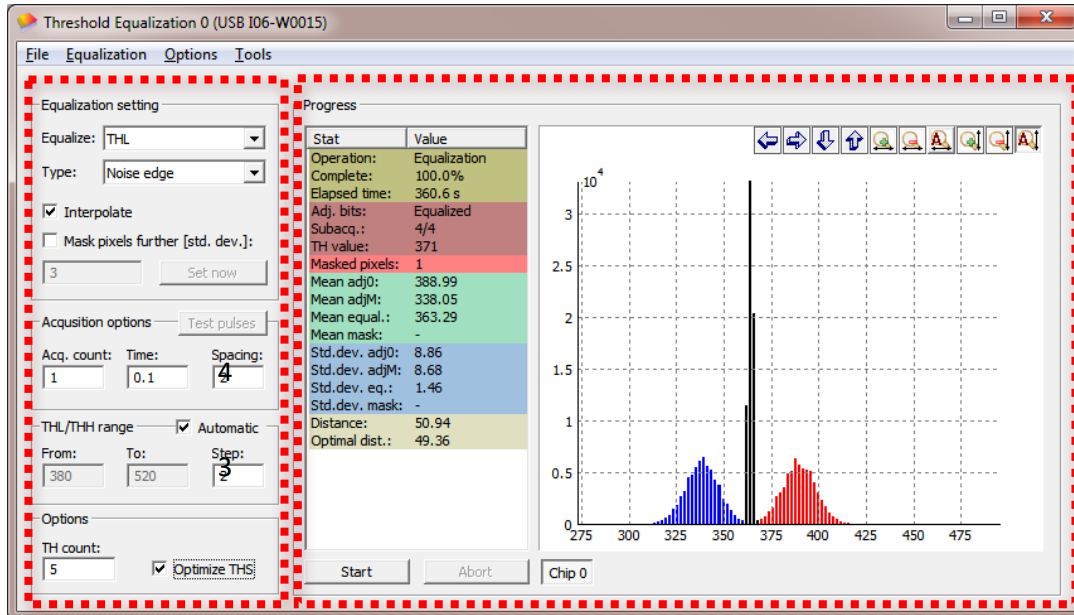 Threshold Equalization 0 (USB I06-W0015)
File Equalization Options Tools
Equalization setting
Equalize: THL
Type: Noise edge
Interpolate
Mask pixels further [std. dev.]:
3 Set now
Acqusition options Test pulses
Acq. count: Time: Spacing:
1 0.1 4
THL/THH range Automatic
From: To: Step:
380 520 3
Options
TH count:
5 Optimize THS
Progress
Stat Value
Operation: Equalization
Complete: 100.0%
Elapsed time: 360.6 s
Adj. bits: Equalized
Subacq.: 4/4
TH value: 371
Masked pixels: 1
Mean adj0: 388.99
Mean adjM: 338.05
Mean equal.: 363.29
Mean mask: -
Std.dev. adj0: 8.86
Std.dev. adjM: 8.68
Std.dev. eq.: 1.46
Std.dev. mask: -
Distance: 50.94
Optimal dist.: 49.36
Start Abort Chip 0
A A
·10^4
3
2.5
2
1.5
1
0.5
0
275 300 325 350 375 400 425 450 475